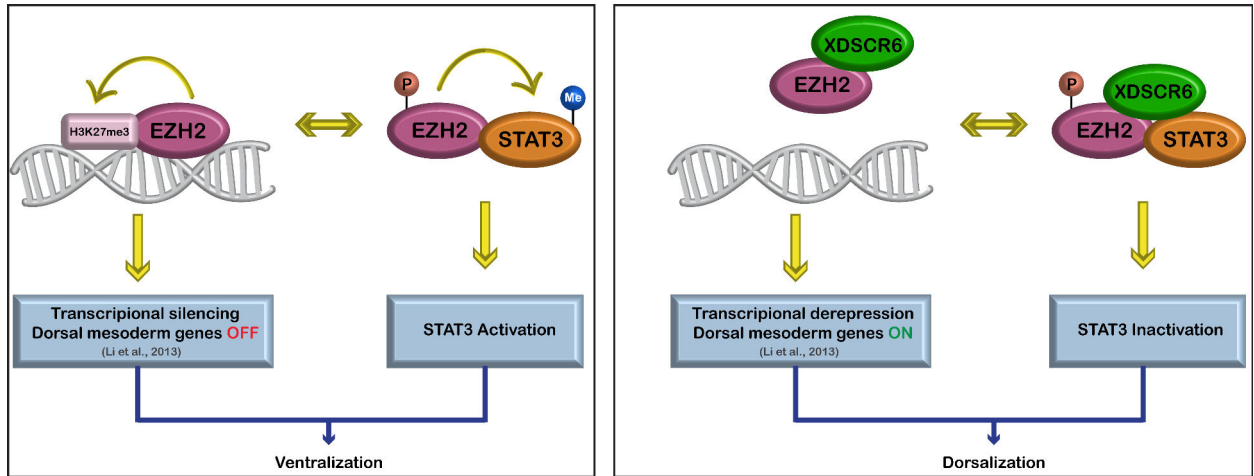 H3K27me3
EZH2
P
EZH2
STAT3
Me
Transcripional silencing
Dorsal mesoderm genes OFF
(Li et al., 2013)
STAT3 Activation
Ventralization
XDSCR6
EZH2
P
XDSCR6
EZH2
STAT3
Transcripional derepression
Dorsal mesoderm genes ON
(Li et al., 2013)
STAT3 Inactivation
Dorsalization